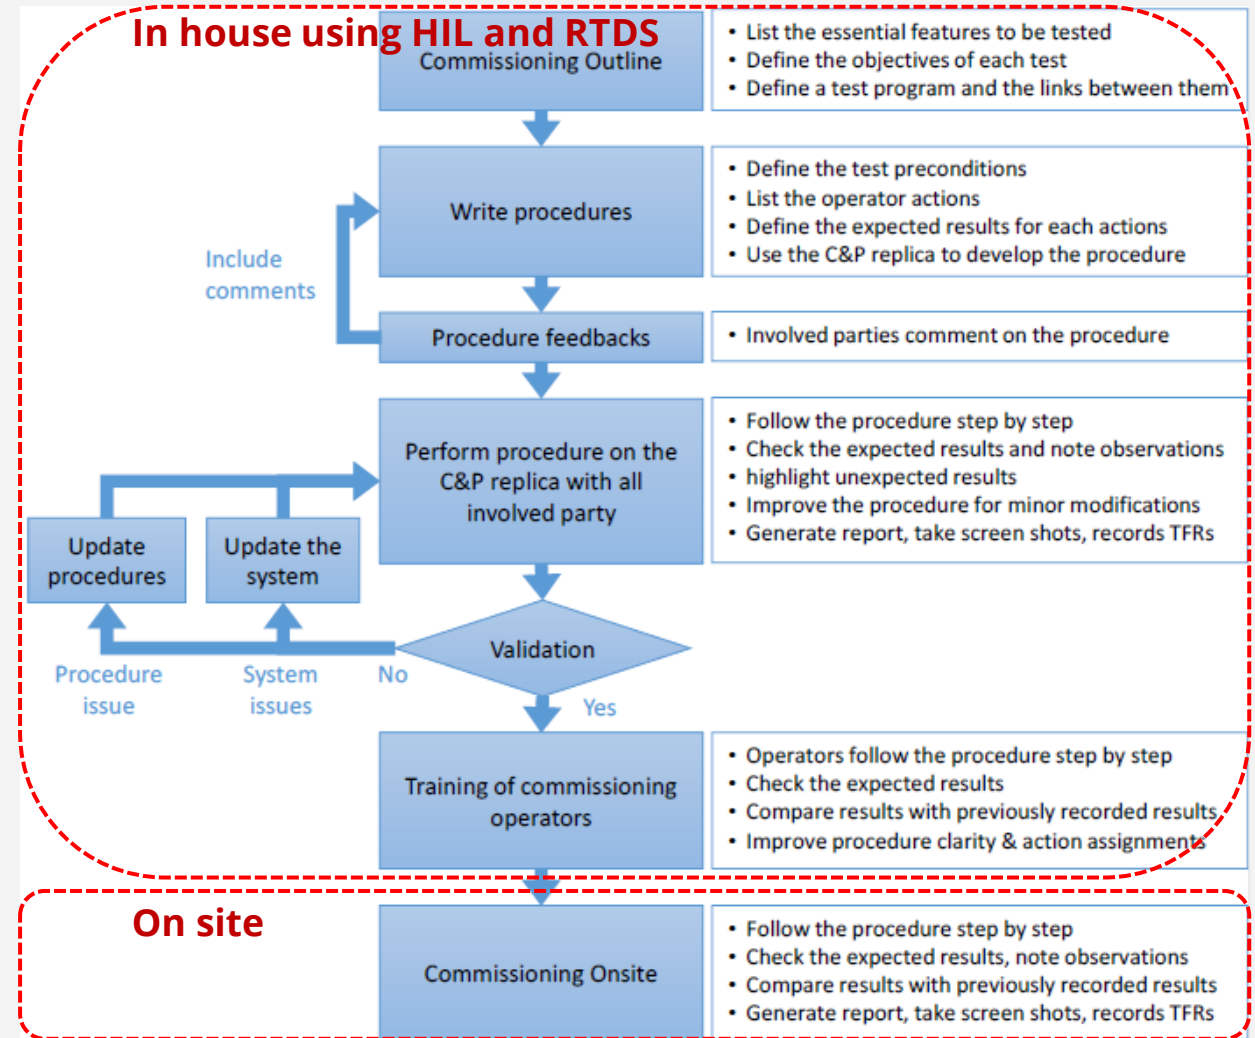 In house using HIL and RTDS
Commissioning Outline
• List the essential features to be tested
• Define the objectives of each test
• Define a test program and the links between them
Write procedures
• Define the test preconditions
• List the operator actions
• Define the expected results for each actions
• Use the C&P replica to develop the procedure
Include
comments
Procedure feedbacks
• Involved parties comment on the procedure
Perform procedure on the
C&P replica with all
involved party
• Follow the procedure step by step
• Check the expected results and note observations
• highlight unexpected results
• Improve the procedure for minor modifications
• Generate report, take screen shots, records TFRs
Update
procedures
Update the
system
Validation
Procedure
issue
System
issues
No
Yes
Training of commissioning
operators
• Operators follow the procedure step by step
• Check the expected results
• Compare results with previously recorded results
• Improve procedure clarity & action assignments
On site
Commissioning Onsite
• Follow the procedure step by step
• Check the expected results, note observations
• Compare results with previously recorded results
• Generate report, take screen shots, records TFRs